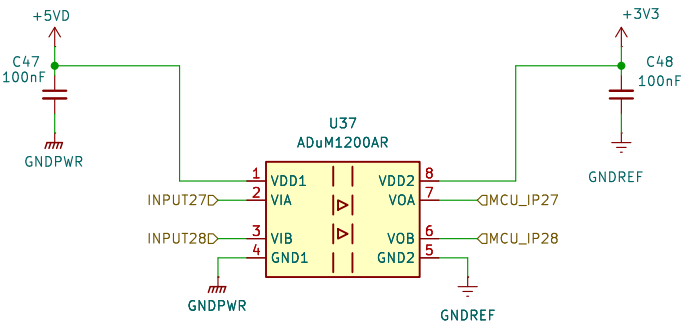 +5VD
+3V3
C47
100nF
C48
100nF
GNDPWR
U37
ADuM1200AR
GNDREF
1 VDD1 VDD2 8
INPUT27 2 VIA VOA 7 MCU_IP27
INPUT28 3 VIB VOB 6 MCU_IP28
4 GND1 GND2 5
GNDPWR
GNDREF